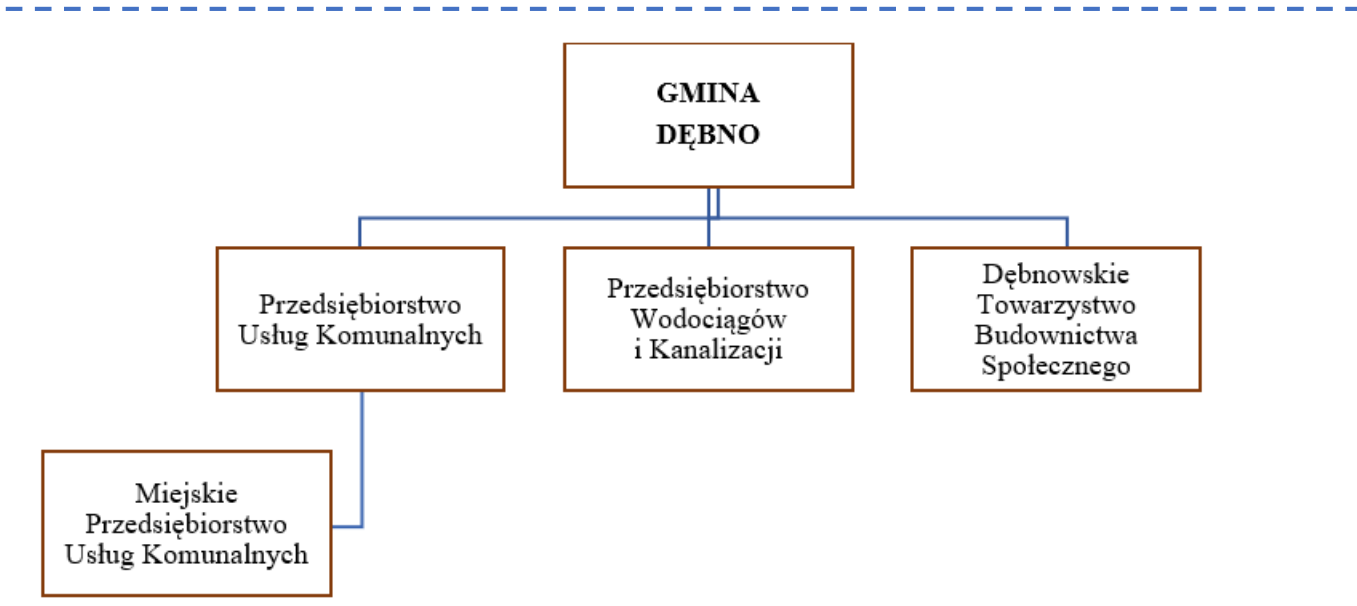 GMINA
DĘBNO
Przedsiębiorstwo
Usług Komunalnych
Przedsiębiorstwo
Wodociągów
i Kanalizacji
Dębnowskie
Towarzystwo
Budownictwa
Społecznego
Miejskie
Przedsiębiorstwo
Usług Komunalnych